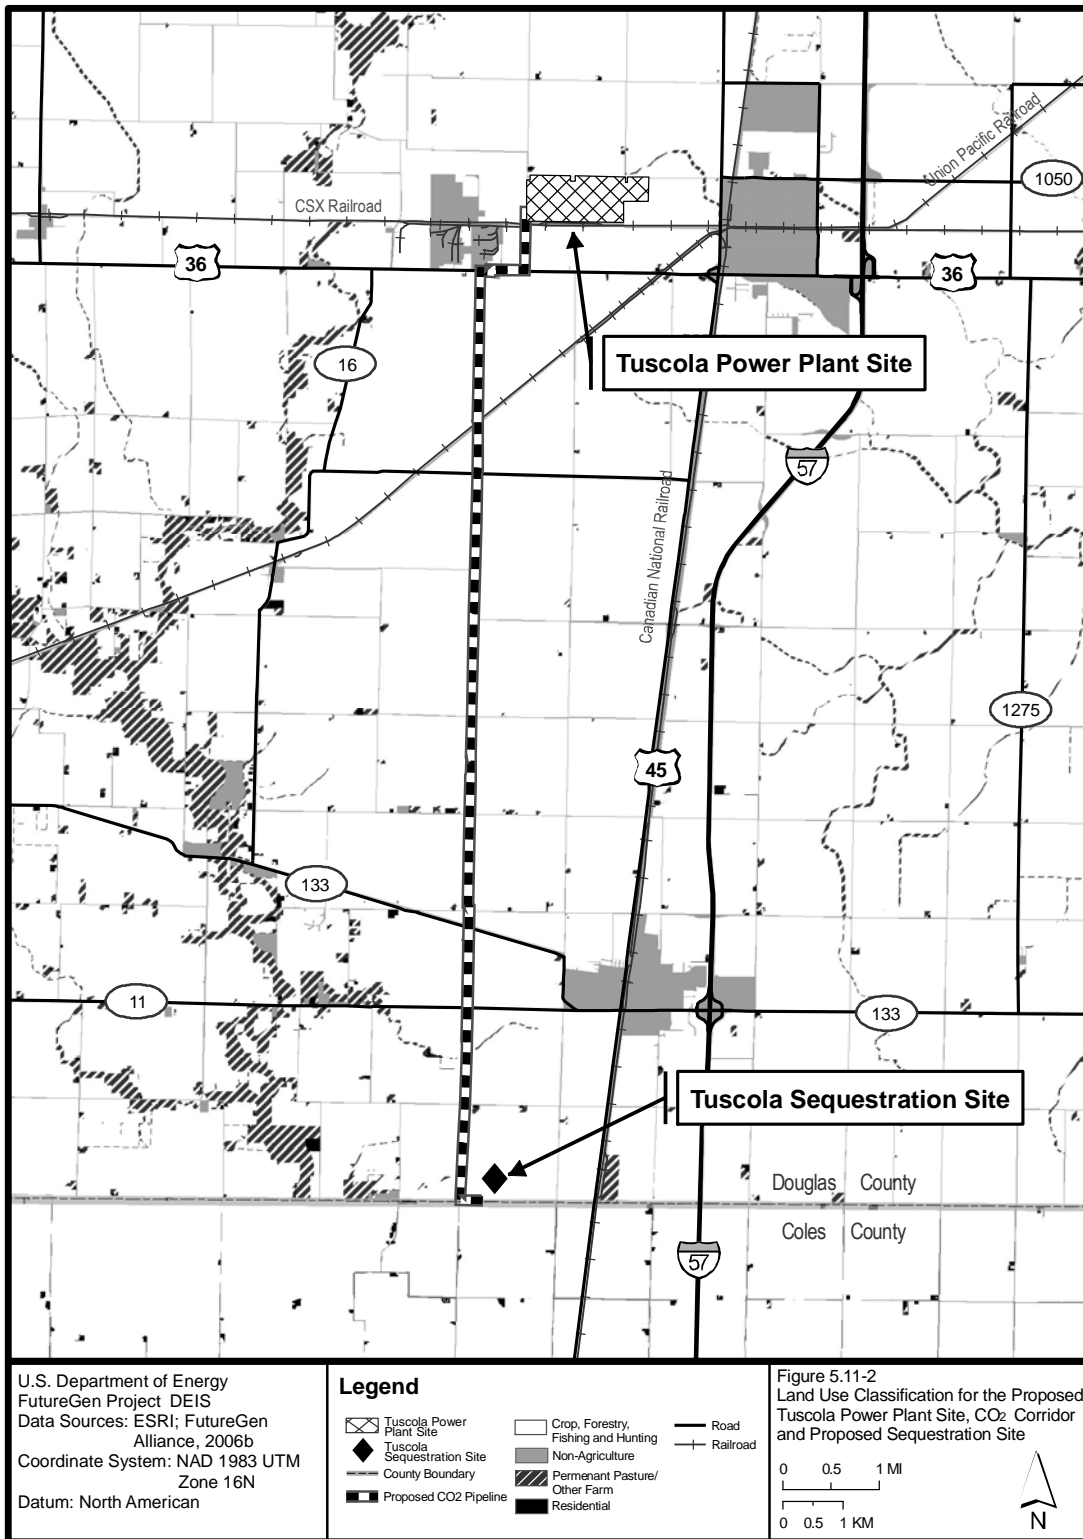 Union Pacific Railroad
1050
CSX Railroad
36
36
16
Tuscola Power Plant Site
57
Canadian National Railroad
1275
45
133
11
133
Tuscola Sequestration Site
Douglas County
Coles County
57
U.S. Department of Energy
FutureGen Project DEIS
Data Sources: ESRI; FutureGen
Alliance, 2006b
Coordinate System: NAD 1983 UTM
Zone 16N
Datum: North American
Legend
Tuscola Power
Plant Site
Tuscola
Sequestration Site
County Boundary
Proposed CO2 Pipeline
Crop, Forestry,
Fishing and Hunting
Non-Agriculture
Permenant Pasture/
Other Farm
Residential
Road
Railroad
Figure 5.11-2
Land Use Classification for the Proposed
Tuscola Power Plant Site, CO2 Corridor
and Proposed Sequestration Site
0 0.5 1 MI
0 0.5 1 KM
N